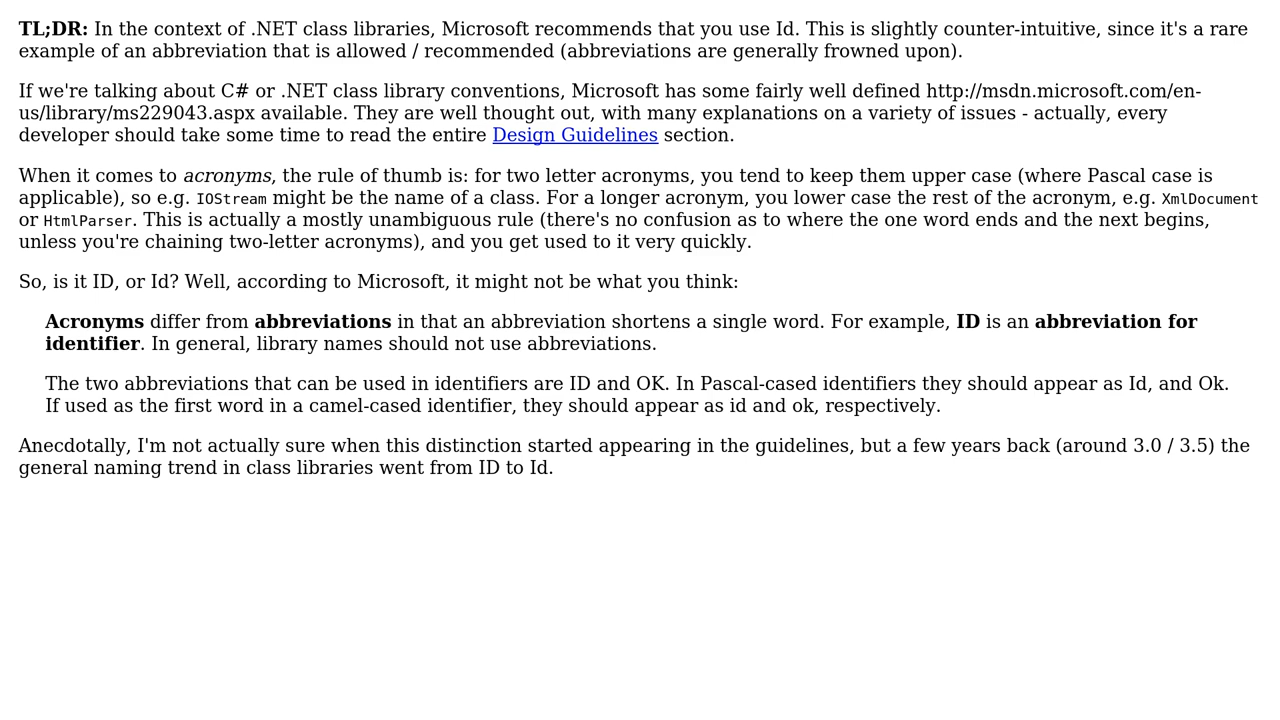 TL;DR: In the context of .NET class libraries, Microsoft recommends that you use Id. This is slightly counter-intuitive, since it's a rare
example of an abbreviation that is allowed / recommended (abbreviations are generally frowned upon).
If we're talking about C# or .NET class library conventions, Microsoft has some fairly well defined http://msdn.microsoft.com/en-
us/library/ms229043.aspx available. They are well thought out, with many explanations on a variety of issues - actually, every
developer should take some time to read the entire Design Guidelines section.
When it comes to acronyms, the rule of thumb is: for two letter acronyms, you tend to keep them upper case (where Pascal case is
applicable), so e.g. IOStream might be the name of a class. For a longer acronym, you lower case the rest of the acronym, e.g. XmlDocument
or HtmlParser. This is actually a mostly unambiguous rule (there's no confusion as to where the one word ends and the next begins,
unless you're chaining two-letter acronyms), and you get used to it very quickly.
So, is it ID, or Id? Well, according to Microsoft, it might not be what you think:
Acronyms differ from abbreviations in that an abbreviation shortens a single word. For example, ID is an abbreviation for
identifier. In general, library names should not use abbreviations.
The two abbreviations that can be used in identifiers are ID and OK. In Pascal-cased identifiers they should appear as Id, and Ok.
If used as the first word in a camel-cased identifier, they should appear as id and ok, respectively.
Anecdotally, I'm not actually sure when this distinction started appearing in the guidelines, but a few years back (around 3.0 / 3.5) the
general naming trend in class libraries went from ID to Id.